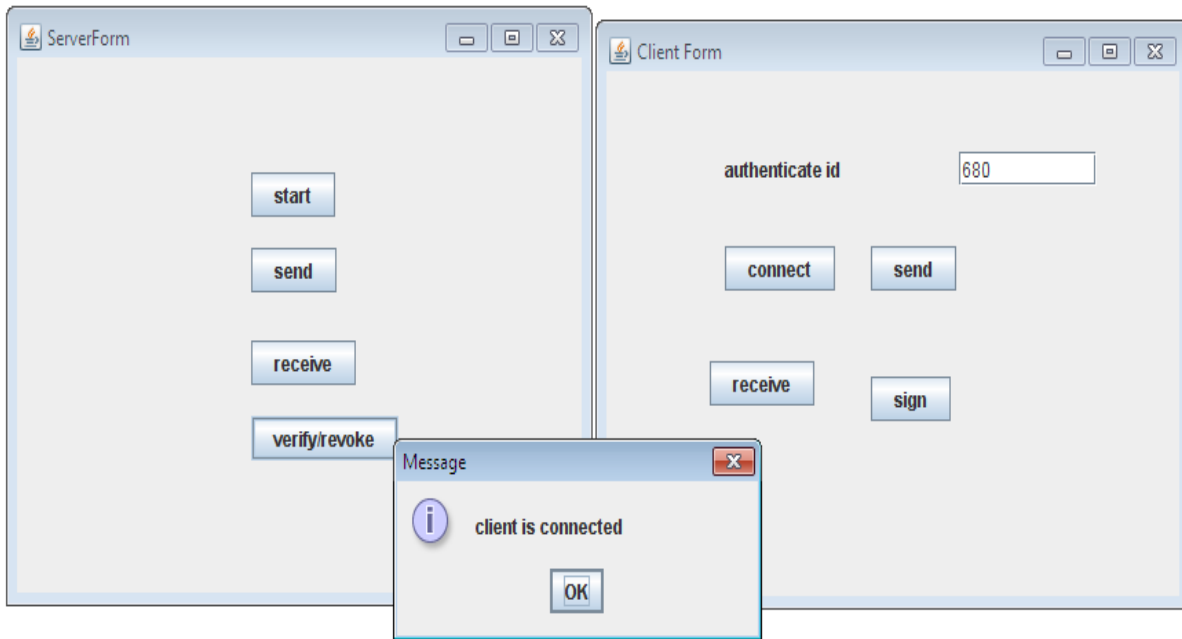 ServerForm
start
send
receive
verify/revoke
Client Form
authenticate id 680
connect send
receive
sign
Message
client is connected
OK